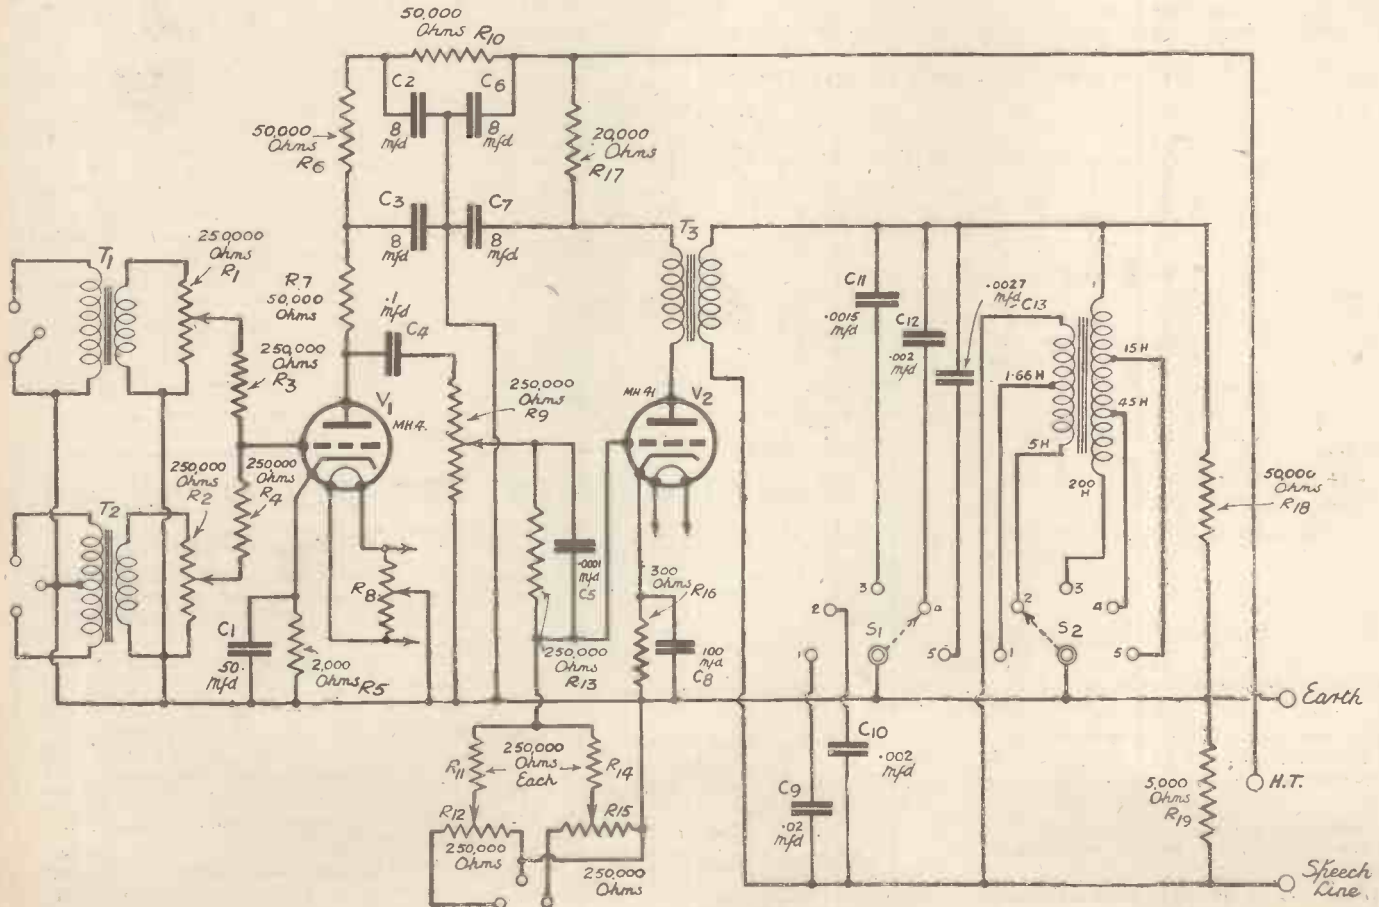 50,000
Ohms R10
C2
C6
8
mfd
8
mfd
50,000
Ohms
R6
20,000
Ohms
R17
C3
C7
8
mfd
8
mfd
T3
T1
250,000
Ohms
R1
R7
50,000
Ohms
.1
mfd
C4
250,000
Ohms
R3
V1
MH4.
250,000
Ohms
R9
MH41
V2
C11
.0015
mfd
C12
.002
mfd
.0027
mfd
C13
1.66H
5H
15H
45H
200
H
50,000
Ohms
R18
250,000
Ohms
R2
250,000
Ohms
R4
T2
R8
.0001
mfd
C5
300
Ohms
R16
100
mfd
C8
250,000
Ohms
R13
C1
50.
mfd
2,000
Ohms R5
1
2
3
4
5
S1
1
2
3
4
5
S2
Earth
R11
250,000
Ohms
Each
R14
R12
250,000
Ohms
R15
250,000
Ohms
C9
.02
mfd
C10
.002
mfd
5,000
Ohms
R19
H.T.
Speech
Line